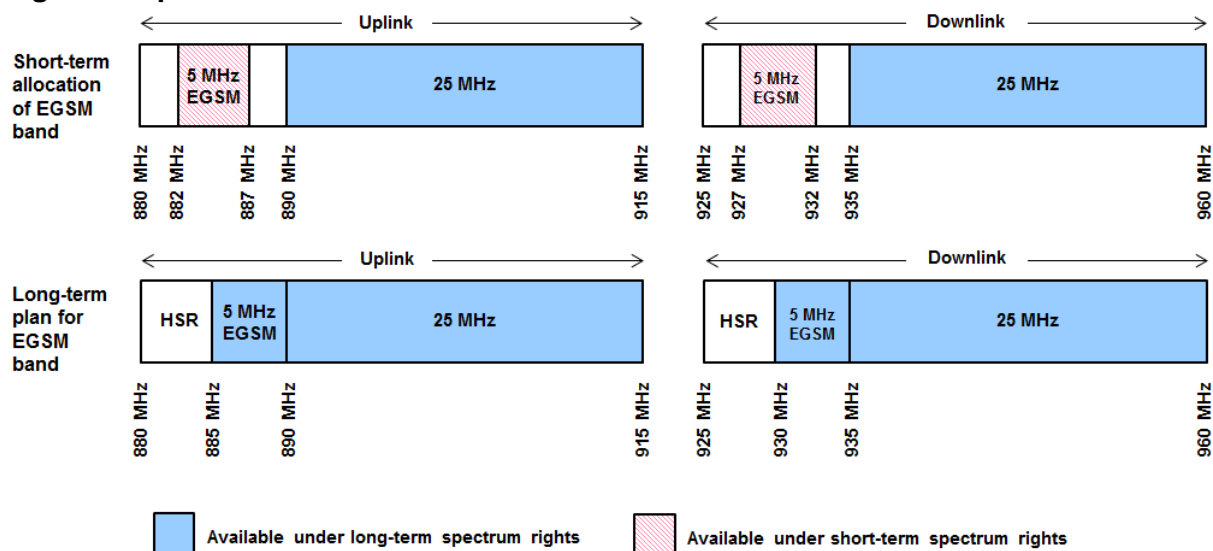 Uplink
Downlink
Short-term
allocation
of EGSM
band
5 MHz
EGSM
25 MHz
5 MHz
EGSM
25 MHz
880 MHz
882 MHz
887 MHz
890 MHz
915 MHz
925 MHz
927 MHz
932 MHz
935 MHz
960 MHz
Uplink
Downlink
Long-term
plan for
EGSM
band
HSR
5 MHz
EGSM
25 MHz
HSR
5 MHz
EGSM
25 MHz
880 MHz
885 MHz
890 MHz
915 MHz
925 MHz
930 MHz
935 MHz
960 MHz
Available under long-term spectrum rights
Available under short-term spectrum rights